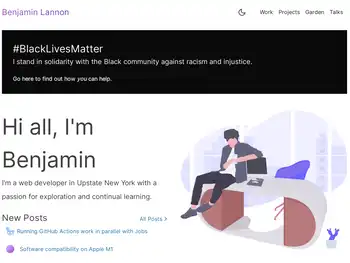 Benjamin Lannon
Work Projects Garden Talks
#BlackLivesMatter
I stand in solidarity with the Black community against racism and injustice.
Go here to find out how you can help.
Hi all, I'm
Benjamin
I'm a web developer in Upstate New York with a
passion for exploration and continual learning.
New Posts
All Posts
Running GitHub Actions work in parallel with Jobs
Software compatibility on Apple M1